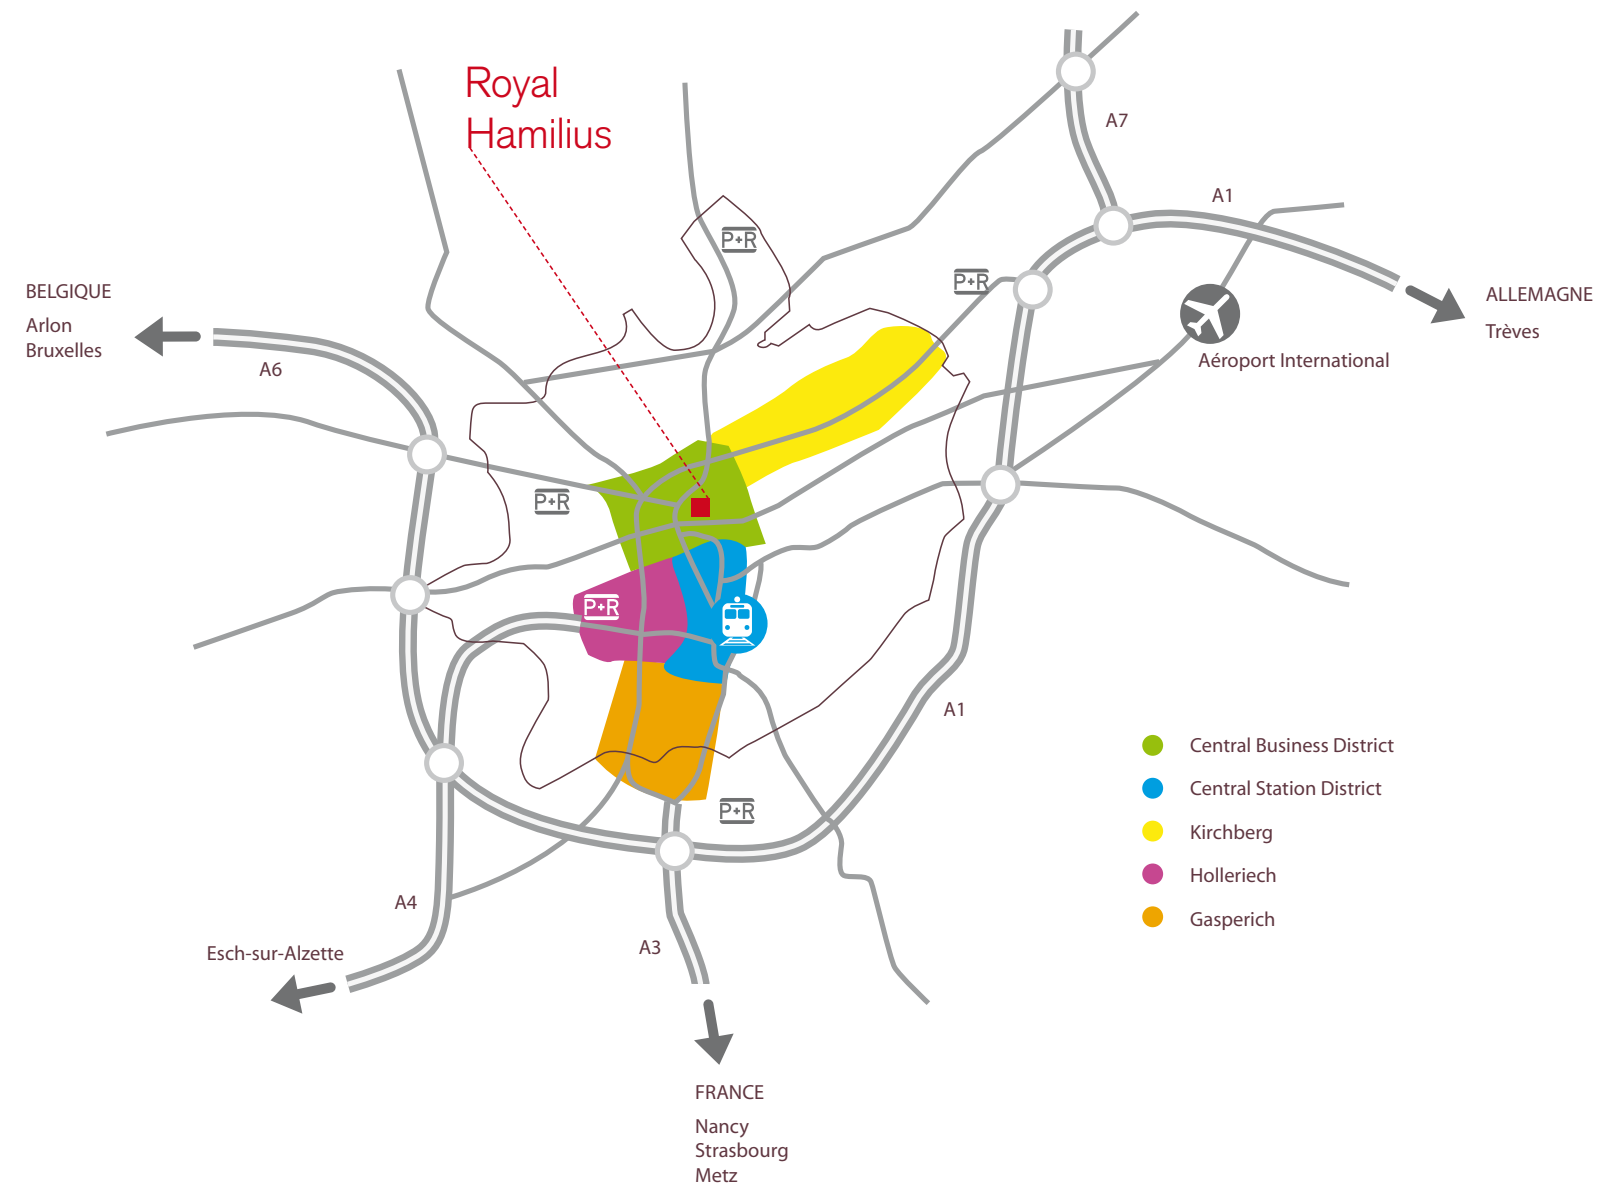 Royal
Hamilius
A7
A1
P+R
P+R
BELGIQUE
Arlon
Bruxelles
A6
ALLEMAGNE
Trèves
Aéroport International
P+R
P+R
A1
Central Business District
Central Station District
Kirchberg
Holleriech
Gasperich
P+R
A4
A3
Esch-sur-Alzette
FRANCE
Nancy
Strasbourg
Metz